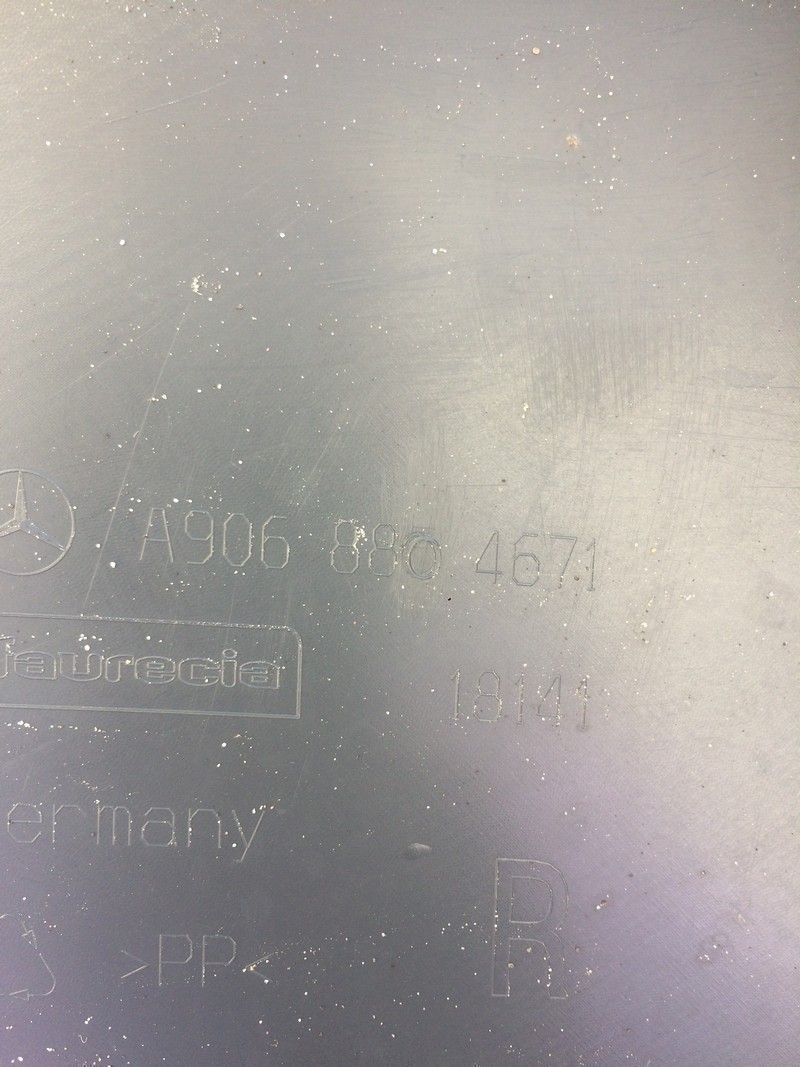 A906 880 4671
faurecia
18141
ermany
R
>PP<